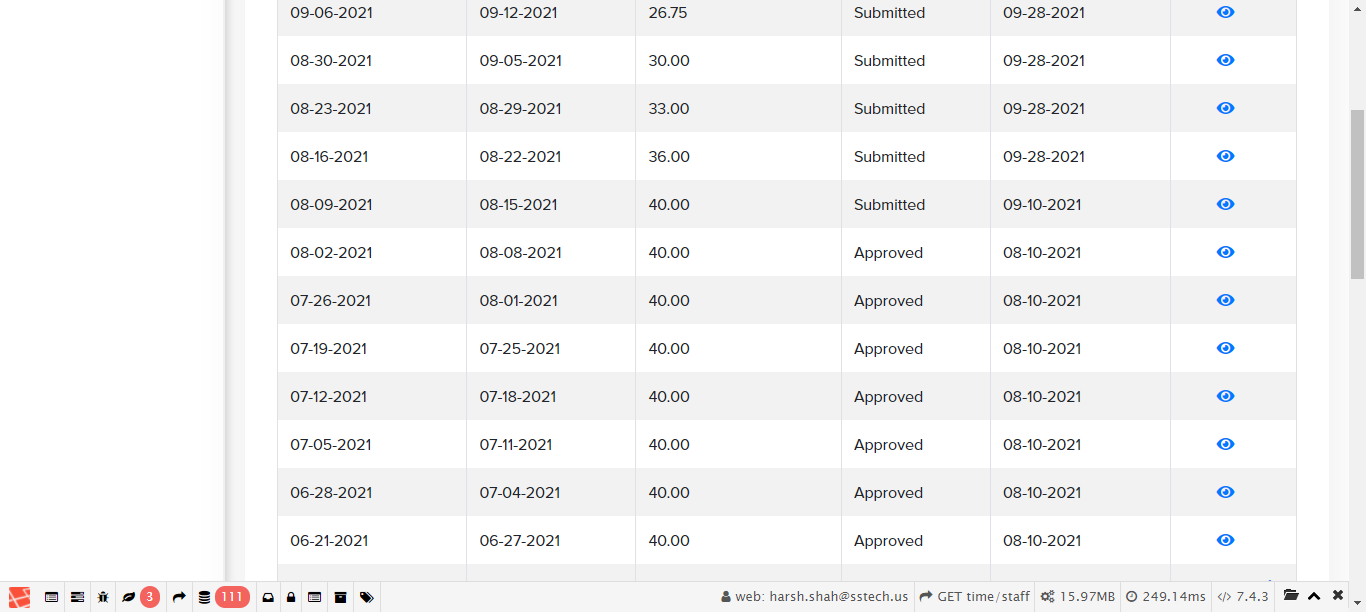 09-06-2021 09-12-2021 26.75 Submitted 09-28-2021
08-30-2021 09-05-2021 30.00 Submitted 09-28-2021
08-23-2021 08-29-2021 33.00 Submitted 09-28-2021
08-16-2021 08-22-2021 36.00 Submitted 09-28-2021
08-09-2021 08-15-2021 40.00 Submitted 09-10-2021
08-02-2021 08-08-2021 40.00 Approved 08-10-2021
07-26-2021 08-01-2021 40.00 Approved 08-10-2021
07-19-2021 07-25-2021 40.00 Approved 08-10-2021
07-12-2021 07-18-2021 40.00 Approved 08-10-2021
07-05-2021 07-11-2021 40.00 Approved 08-10-2021
06-28-2021 07-04-2021 40.00 Approved 08-10-2021
06-21-2021 06-27-2021 40.00 Approved 08-10-2021
3 111 web: harsh.shah@sstech.us GET time/staff 15.97MB 249.14ms </> 7.4.3